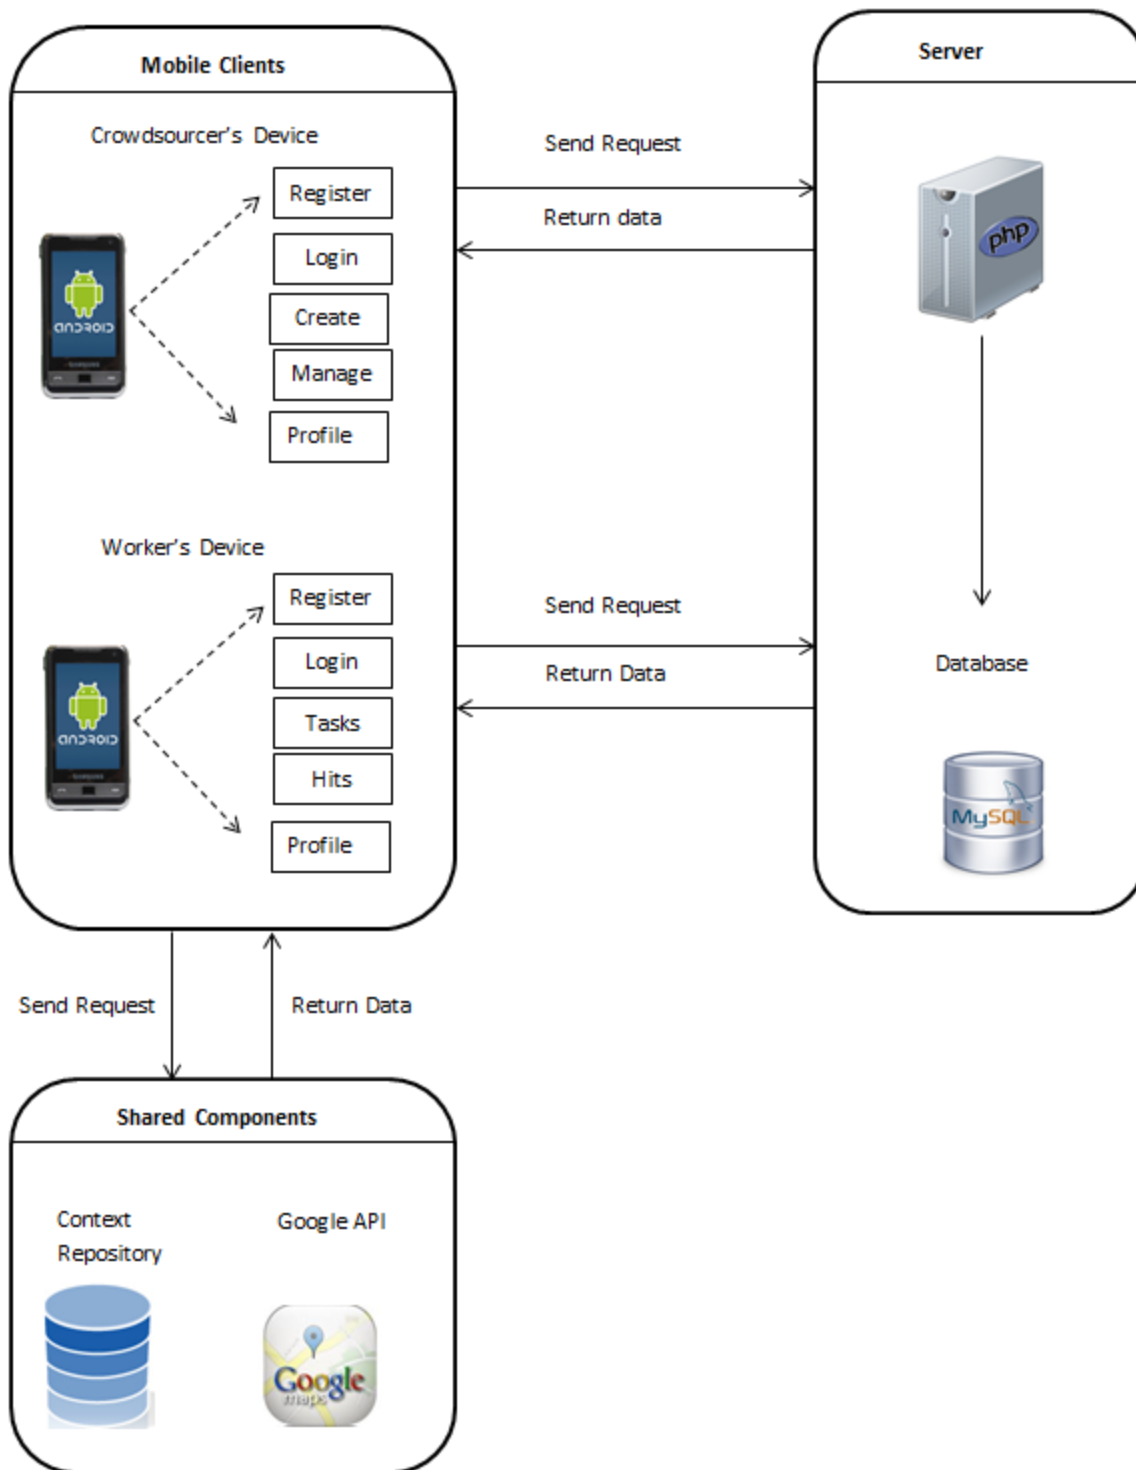 Mobile Clients
Crowdsourcer's Device
Register
Login
Create
Manage
Profile
ANDROID
Worker's Device
Register
Login
Tasks
Hits
Profile
ANDROID
Send Request
Return data
Send Request
Return Data
Server
php
Database
MySQL
Send Request
Return Data
Shared Components
Context
Repository
Google API
Google
maps